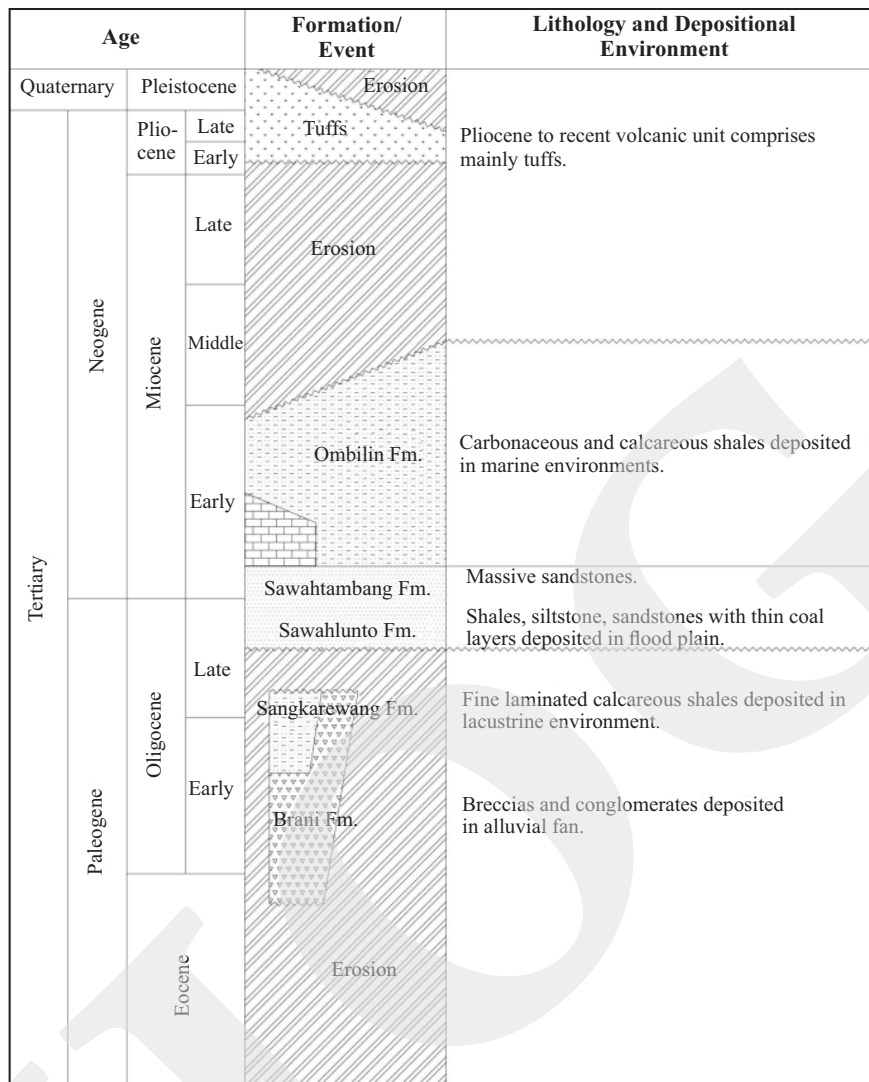 Age
Formation/
Event
Lithology and Depositional
Environment
Quaternary
Pleistocene
Erosion
Tertiary
Neogene
Plio-
cene
Late
Early
Tuffs
Pliocene to recent volcanic unit comprises
mainly tuffs.
Miocene
Late
Erosion
Middle
Early
Ombilin Fm.
Carbonaceous and calcareous shales deposited
in marine environments.
Sawahtambang Fm.
Massive sandstones.
Paleogene
Oligocene
Late
Sawahlunto Fm.
Shales, siltstone, sandstones with thin coal
layers deposited in flood plain.
Sangkarewang Fm.
Fine laminated calcareous shales deposited in
lacustrine environment.
Early
Brani Fm.
Breccias and conglomerates deposited
in alluvial fan.
Eocene
Erosion